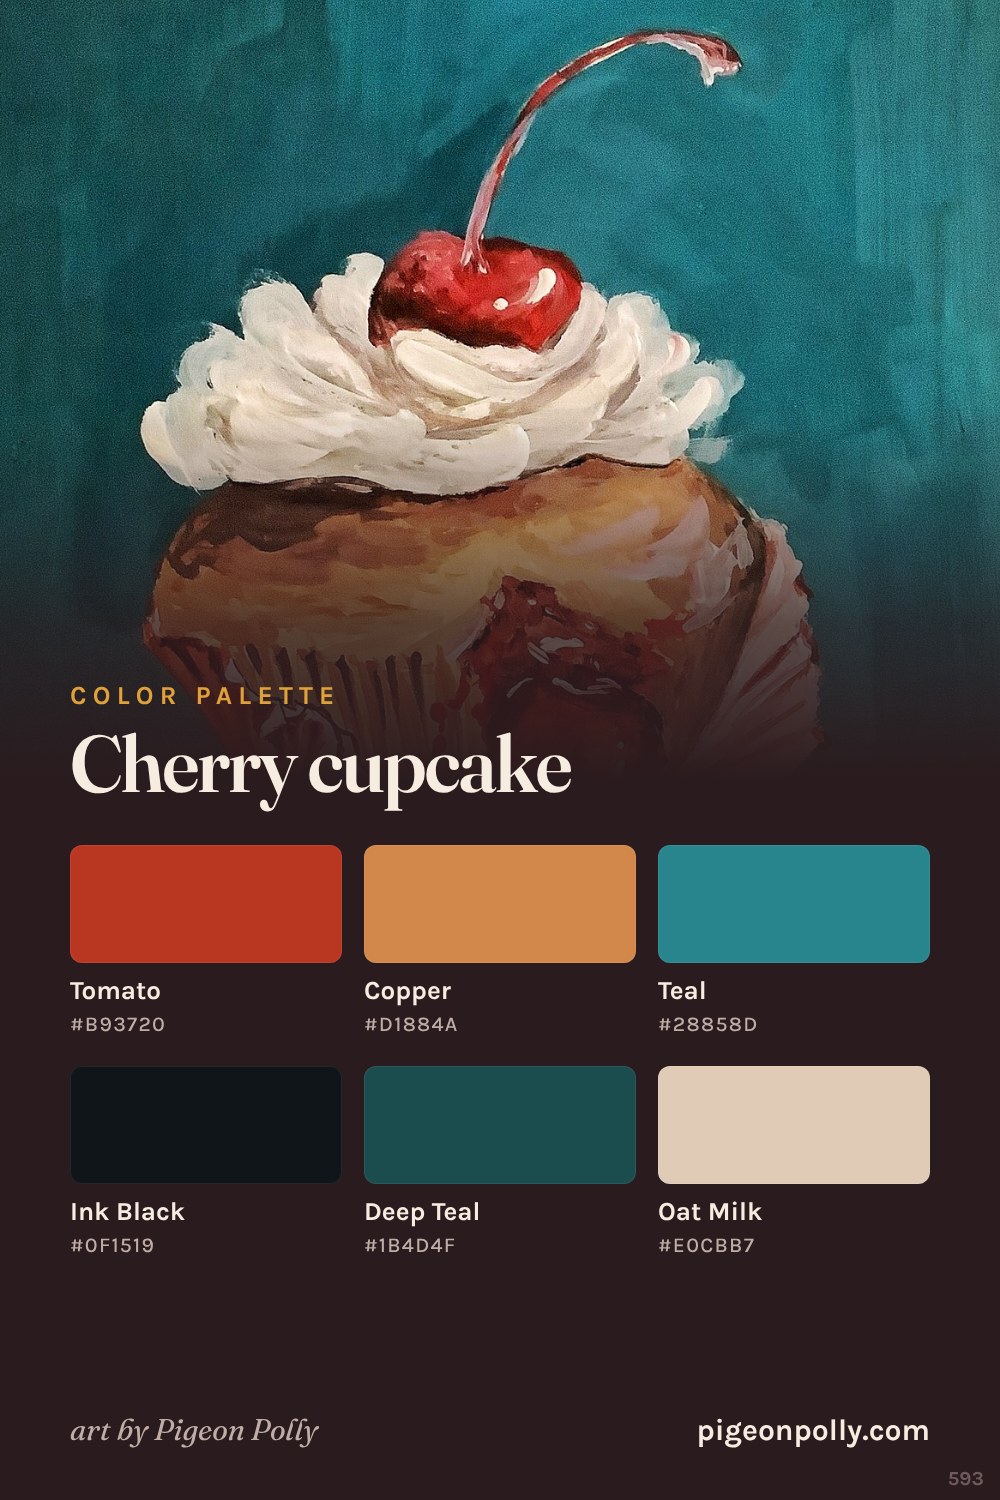 COLOR PALETTE
Cherry cupcake
Tomato
#B93720
Copper
#D1884A
Teal
#28858D
Ink Black
#0F1519
Deep Teal
#1B4D4F
Oat Milk
#E0CBB7
art by Pigeon Polly
pigeonpolly.com
593